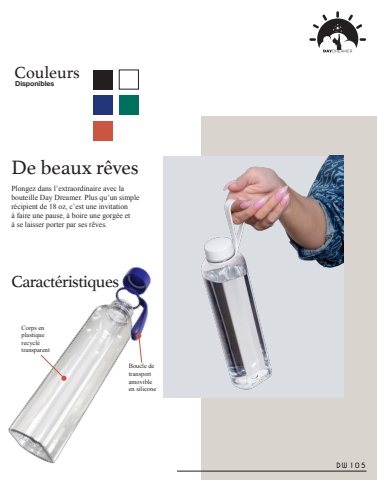 DAYDREAMER
Couleurs
Disponibles
De beaux rêves
Plongez dans l'extraordinaire avec la
bouteille Day Dreamer. Plus qu'un simple
récipient de 18 oz, c'est une invitation
à faire une pause, à boire une gorgée et
à se laisser porter par ses rêves.
Caractéristiques
Corps en
plastique
recyclé
transparent
Boucle de
transport
amovible
en silicone
DW105